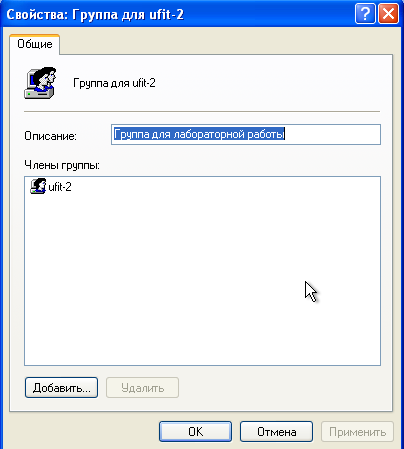 Свойства: Группа для ufit-2
Общие
Группа для ufit-2
Описание: Группа для лабораторной работы
Члены группы:
ufit-2
Добавить... Удалить
OK Отмена Применить